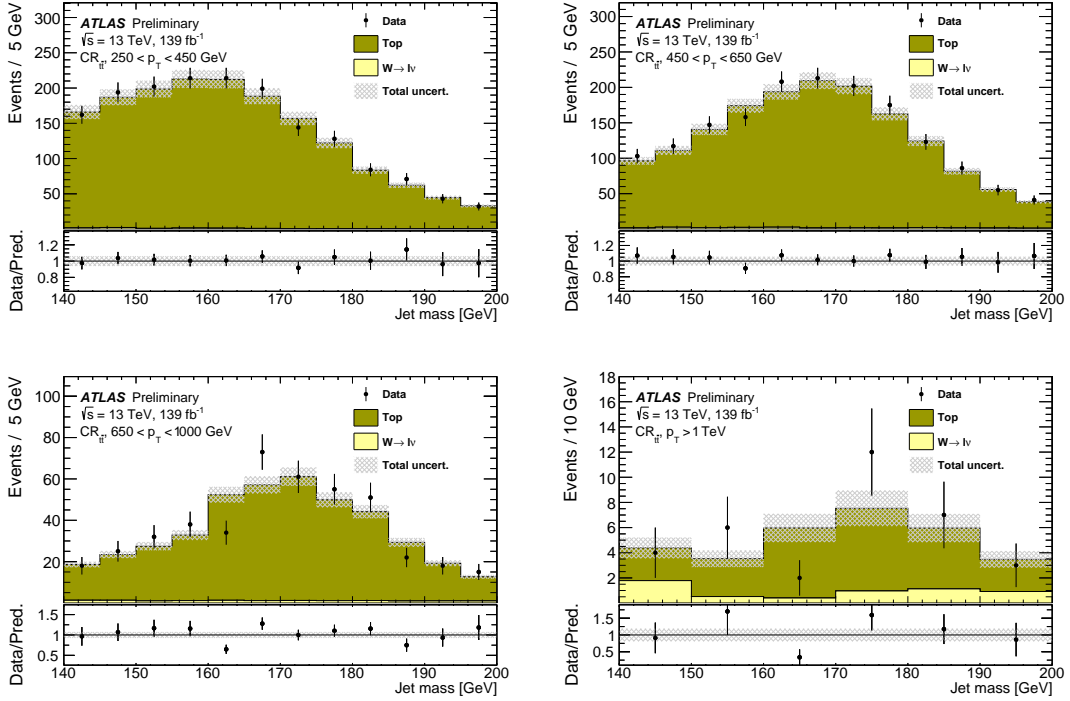 ATLAS Preliminary
√s = 13 TeV, 139 fb⁻¹
CR_tt̄, 250 < p_T < 450 GeV
Data
Top
W→ lν
Total uncert.
Events / 5 GeV
300
250
200
150
100
50
Data/Pred.
1.2
1
0.8
140 150 160 170 180 190 200
Jet mass [GeV]
ATLAS Preliminary
√s = 13 TeV, 139 fb⁻¹
CR_tt̄, 450 < p_T < 650 GeV
Data
Top
W→ lν
Total uncert.
Events / 5 GeV
300
250
200
150
100
50
Data/Pred.
1.2
1
0.8
140 150 160 170 180 190 200
Jet mass [GeV]
ATLAS Preliminary
√s = 13 TeV, 139 fb⁻¹
CR_tt̄, 650 < p_T < 1000 GeV
Data
Top
W→ lν
Total uncert.
Events / 5 GeV
100
80
60
40
20
Data/Pred.
1.5
1
0.5
140 150 160 170 180 190 200
Jet mass [GeV]
ATLAS Preliminary
√s = 13 TeV, 139 fb⁻¹
CR_tt̄, p_T > 1 TeV
Data
Top
W→ lν
Total uncert.
Events / 10 GeV
18
16
14
12
10
8
6
4
2
Data/Pred.
1.5
1
0.5
140 150 160 170 180 190 200
Jet mass [GeV]